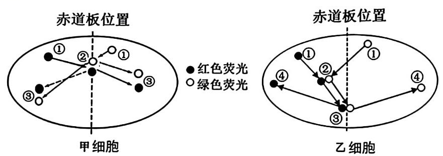 赤道板位置
① ② ① ③ ③
甲细胞
红色荧光
绿色荧光
赤道板位置
① ① ② ③ ④ ④
乙细胞